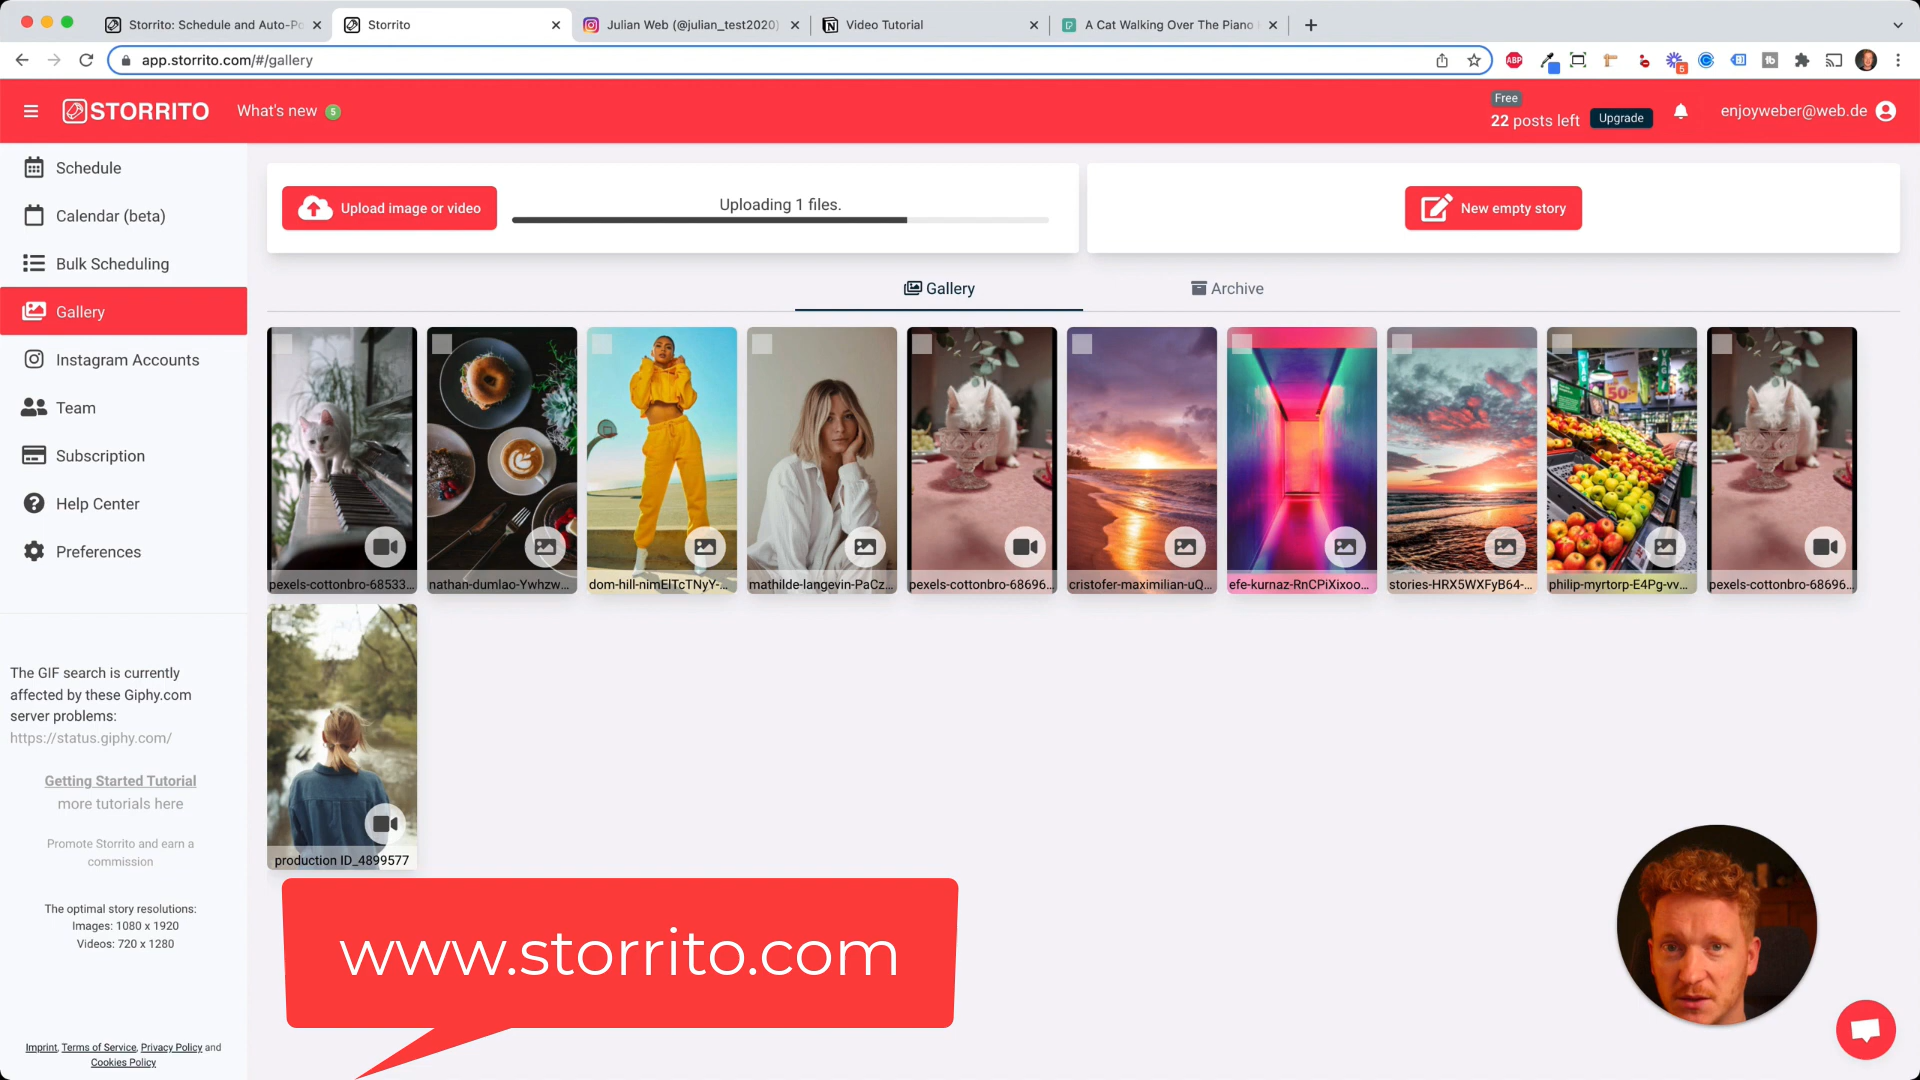 Storrito: Schedule and Auto-Po
Storrito
Julian Web (@julian_test2020)
Video Tutorial
A Cat Walking Over The Piano
app.storrito.com/#/gallery
ABP
5
STORRITO
What's new 5
Free
22 posts left
Upgrade
enjoyweber@web.de
Schedule
Calendar (beta)
Bulk Scheduling
Gallery
Instagram Accounts
Team
Subscription
Help Center
Preferences
The GIF search is currently
affected by these Giphy.com
server problems:
https://status.giphy.com/
Getting Started Tutorial
more tutorials here
Promote Storrito and earn a
commission
The optimal story resolutions:
Images: 1080 x 1920
Videos: 720 x 1280
Imprint, Terms of Service, Privacy Policy and
Cookies Policy
Upload image or video
Uploading 1 files.
New empty story
Gallery
Archive
pexels-cottonbro-68533...
nathan-dumlao-Ywhzw...
dom-hill-nimElTcTNyY-...
mathilde-langevin-PaCz...
pexels-cottonbro-68696...
cristofer-maximilian-uQ...
efe-kurnaz-RnCPiXixoo...
stories-HRX5WXFyB64-...
philip-myrtorp-E4Pg-vv...
pexels-cottonbro-68696...
production ID_4899577
www.storrito.com